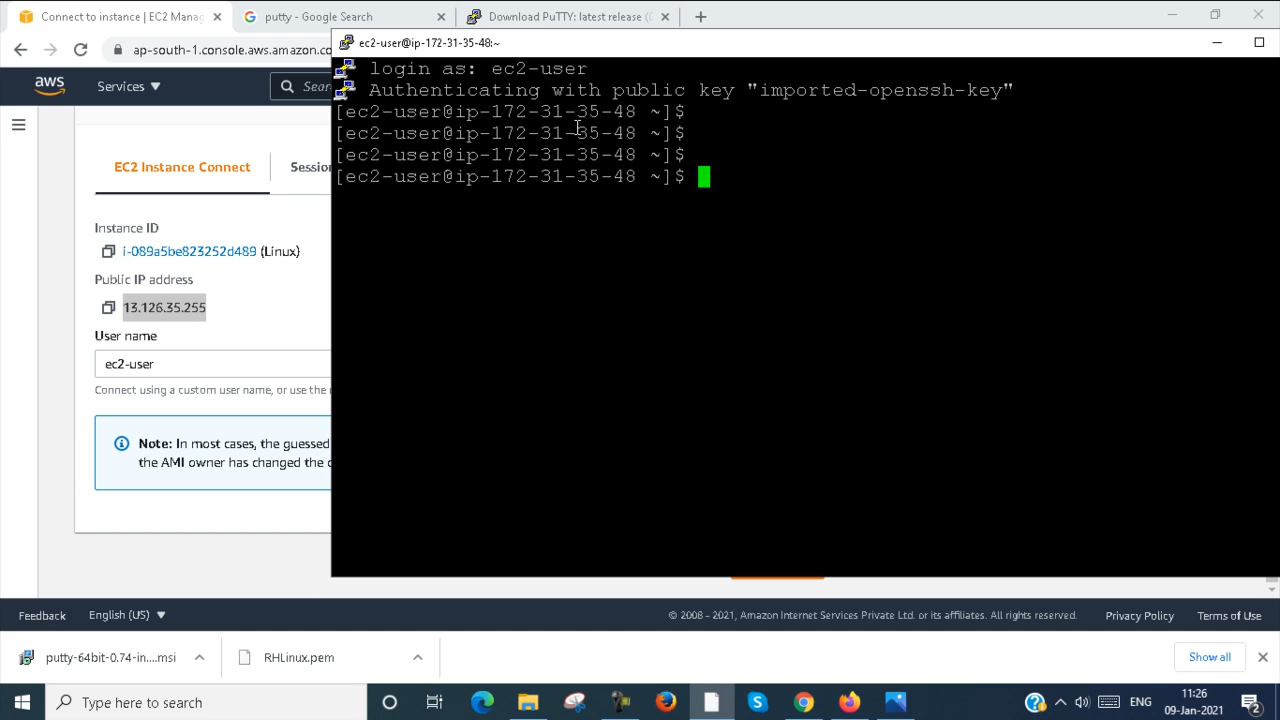 Connect to instance | EC2 Manag
putty - Google Search
Download PuTTY: latest release (
ap-south-1.console.aws.amazon.co
aws
Services
Sear
EC2 Instance Connect
Session
Instance ID
i-089a5be823252d489 (Linux)
Public IP address
13.126.35.255
User name
ec2-user
Connect using a custom user name, or use the
Note: In most cases, the guessed
the AMI owner has changed the
ec2-user@ip-172-31-35-48:~
login as: ec2-user
Authenticating with public key "imported-openssh-key"
[ec2-user@ip-172-31-35-48 ~]$
[ec2-user@ip-172-31-35-48 ~]$
[ec2-user@ip-172-31-35-48 ~]$
[ec2-user@ip-172-31-35-48 ~]$
Feedback
English (US)
© 2008 - 2021, Amazon Internet Services Private Ltd. or its affiliates. All rights reserved.
Privacy Policy
Terms of Use
putty-64bit-0.74-in....msi
RHLinux.pem
Show all
Type here to search
ENG
11:26
09-Jan-2021
2